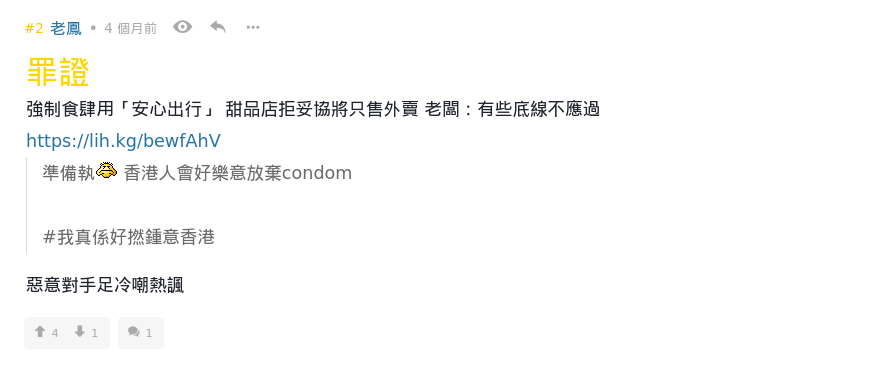 #2 老鳳 • 4 個月前
罪證
強制食肆用「安心出行」 甜品店拒妥協將只售外賣 老闆：有些底線不應過
https://lih.kg/bewfAhV
準備執 香港人會好樂意放棄condom
#我真係好撚鍾意香港
惡意對手足冷嘲熱諷
4 1 1